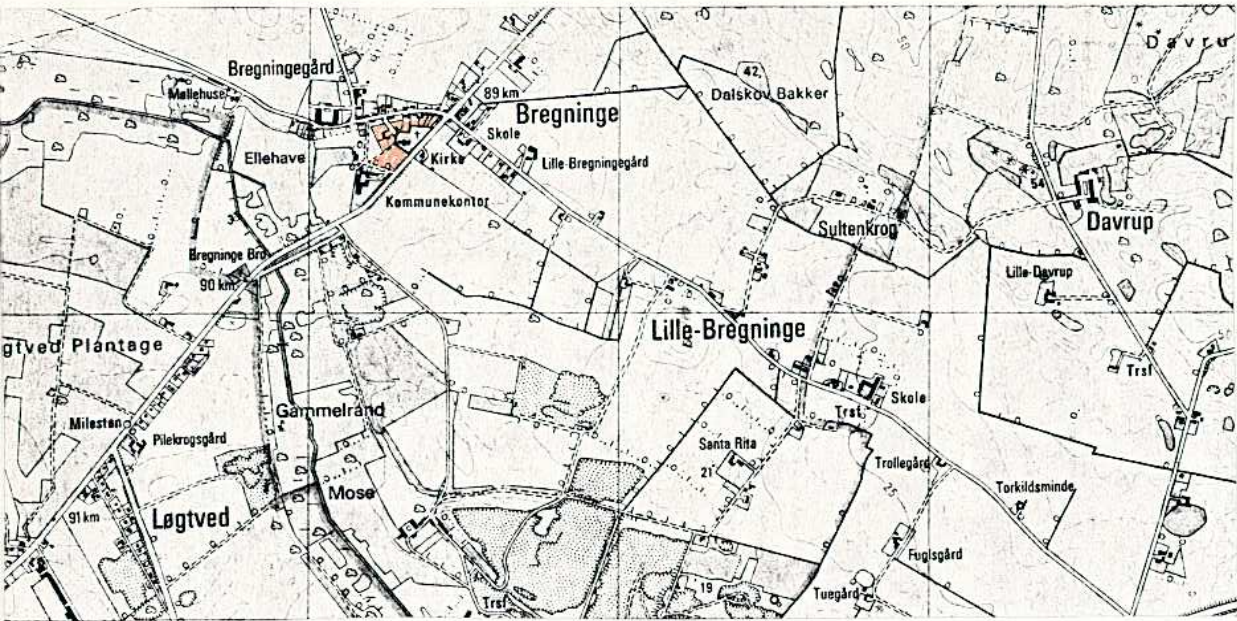 Davru
Bregningegård
42,
50
Møllehuse
89 km
Dalskov Bakker
Bregninge
Skole
Ellehave
Kirke
Lille-Bregningegård
54
Kommunekontor
Davrup
Sultenkrog
3
Bregninge Bro
90 km
Lille-Davrup
Lille-Bregninge
gtved Plantage
Trsf
Skole
Gammelrand
Trsf
Milesten
Pilekrogsgård
Santa Rita
Trollegård
21
Mose
25
Torkildsminde
91 km
Løgtved
Fuglsgård
19
Tuegård
Trsf